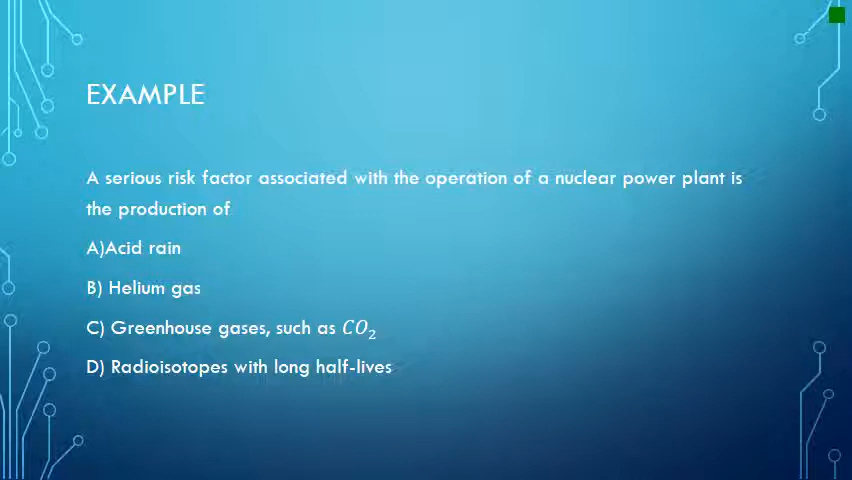 EXAMPLE
A serious risk factor associated with the operation of a nuclear power plant is
the production of
A)Acid rain
B) Helium gas
C) Greenhouse gases, such as CO₂
D) Radioisotopes with long half-lives